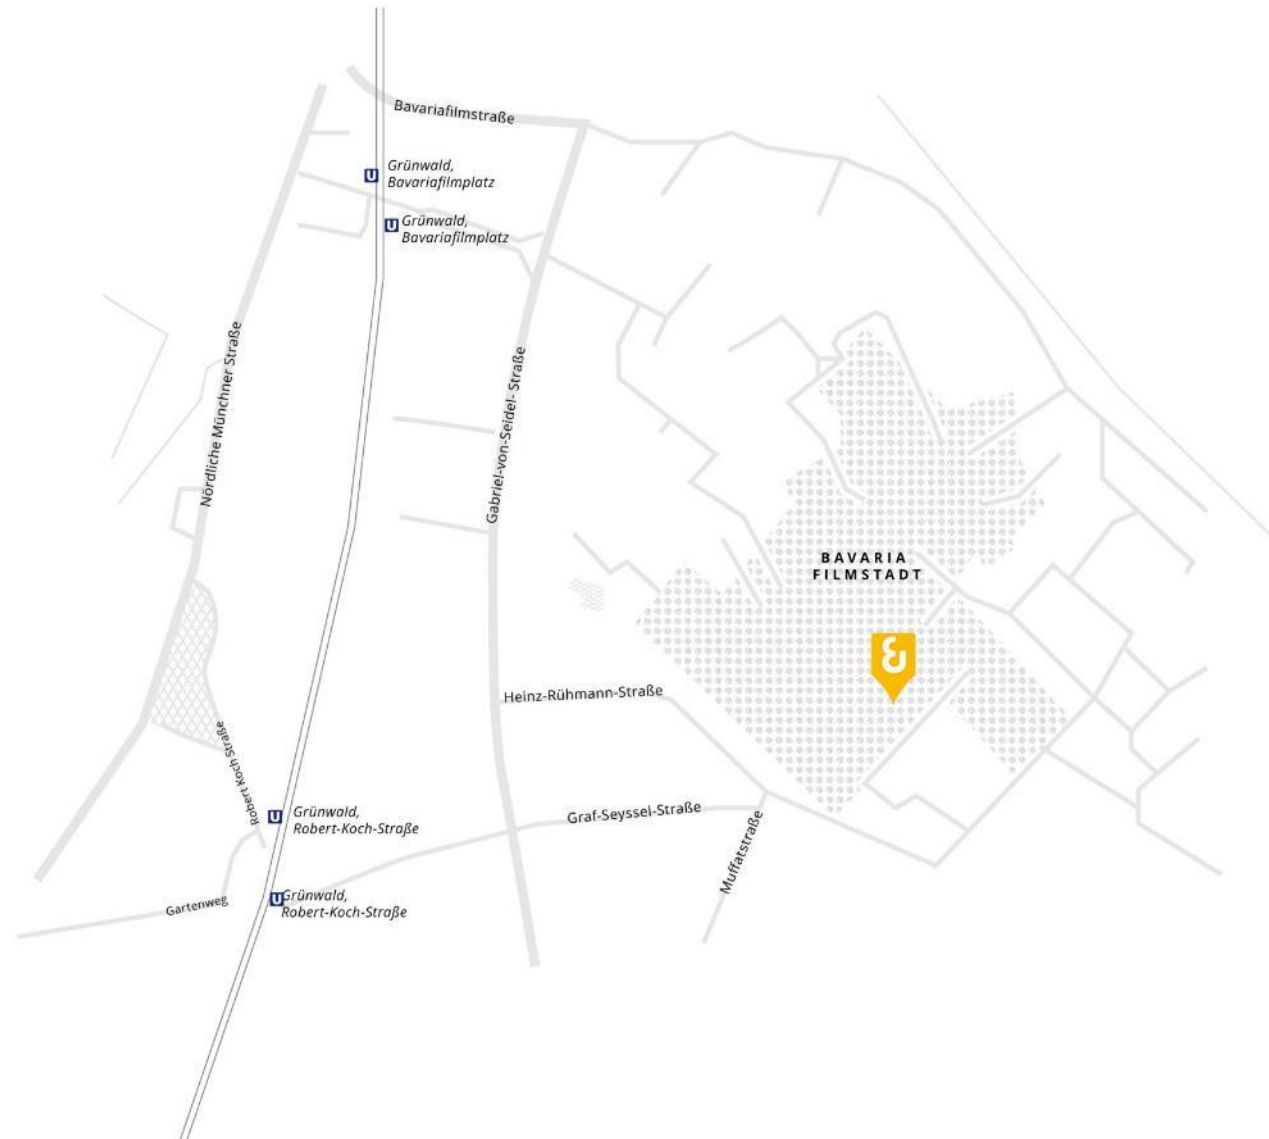 Bavariafilmstraße
Grünwald,
Bavariafilmplatz
Grünwald,
Bavariafilmplatz
Nördliche Münchner Straße
Gabriel-von-Seidel- Straße
BAVARIA
FILMSTADT
Heinz-Rühmann-Straße
Robert Koch Straße
Grünwald,
Robert-Koch-Straße
Graf-Seyssel-Straße
Muffatstraße
Gartenweg
Grünwald,
Robert-Koch-Straße